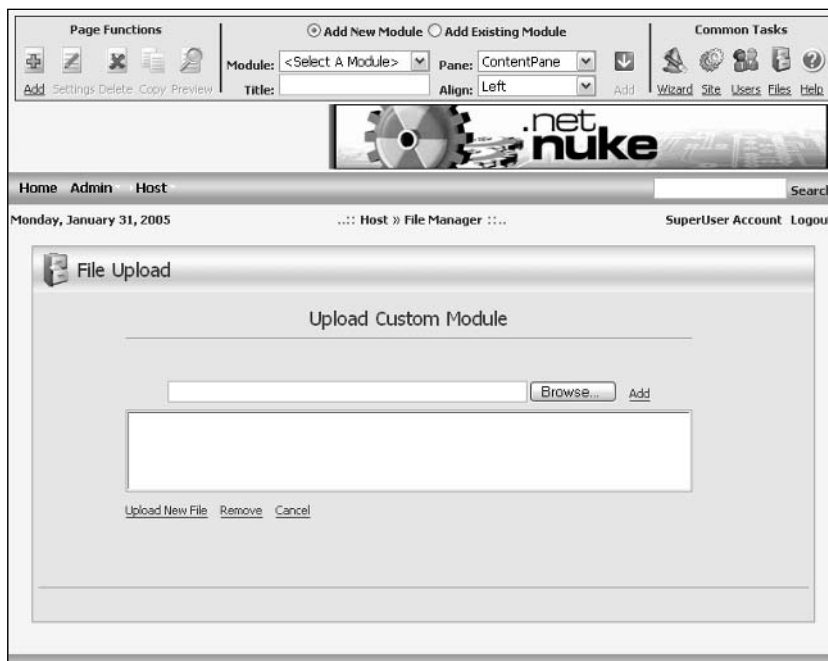 Page Functions
Add New Module Add Existing Module
Common Tasks
Module: <Select A Module> Pane: ContentPane
Title: Align: Left
Add Settings Delete Copy Preview
Add
Wizard Site Users Files Help
.net
nuke
Home Admin Host
Search
Monday, January 31, 2005
..:: Host » File Manager ::..
SuperUser Account Logou
File Upload
Upload Custom Module
Browse... Add
Upload New File Remove Cancel